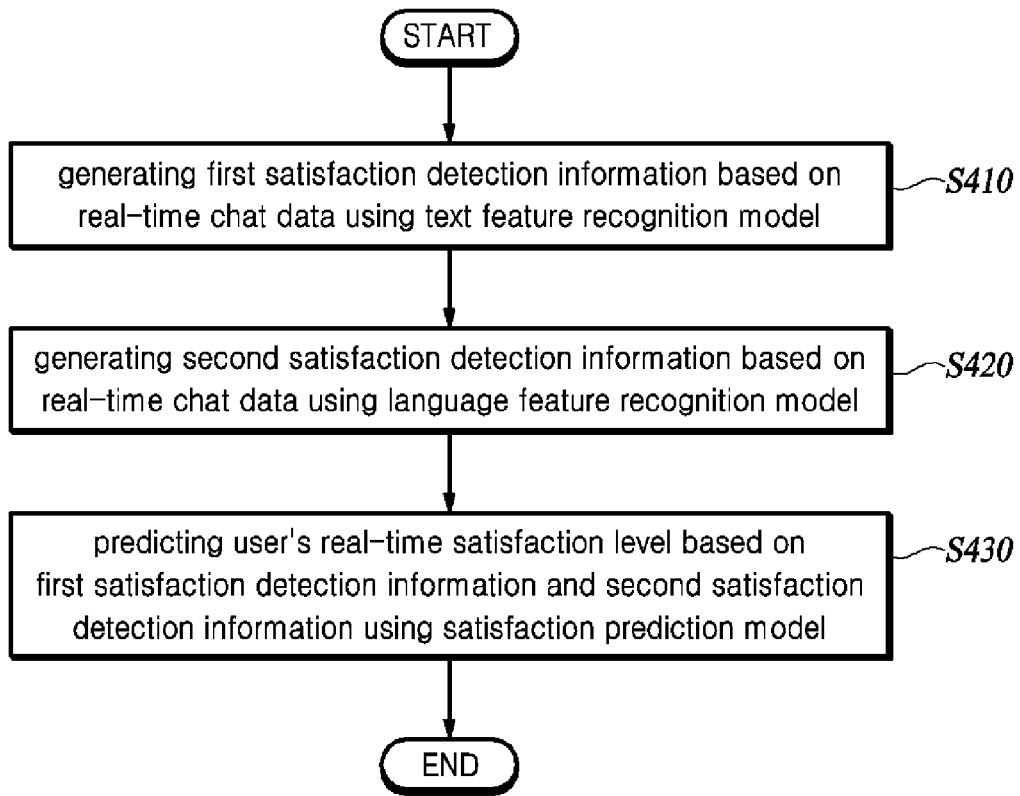 START
generating first satisfaction detection information based on
real-time chat data using text feature recognition model
S410
generating second satisfaction detection information based on
real-time chat data using language feature recognition model
S420
predicting user's real-time satisfaction level based on
first satisfaction detection information and second satisfaction
detection information using satisfaction prediction model
S430
END